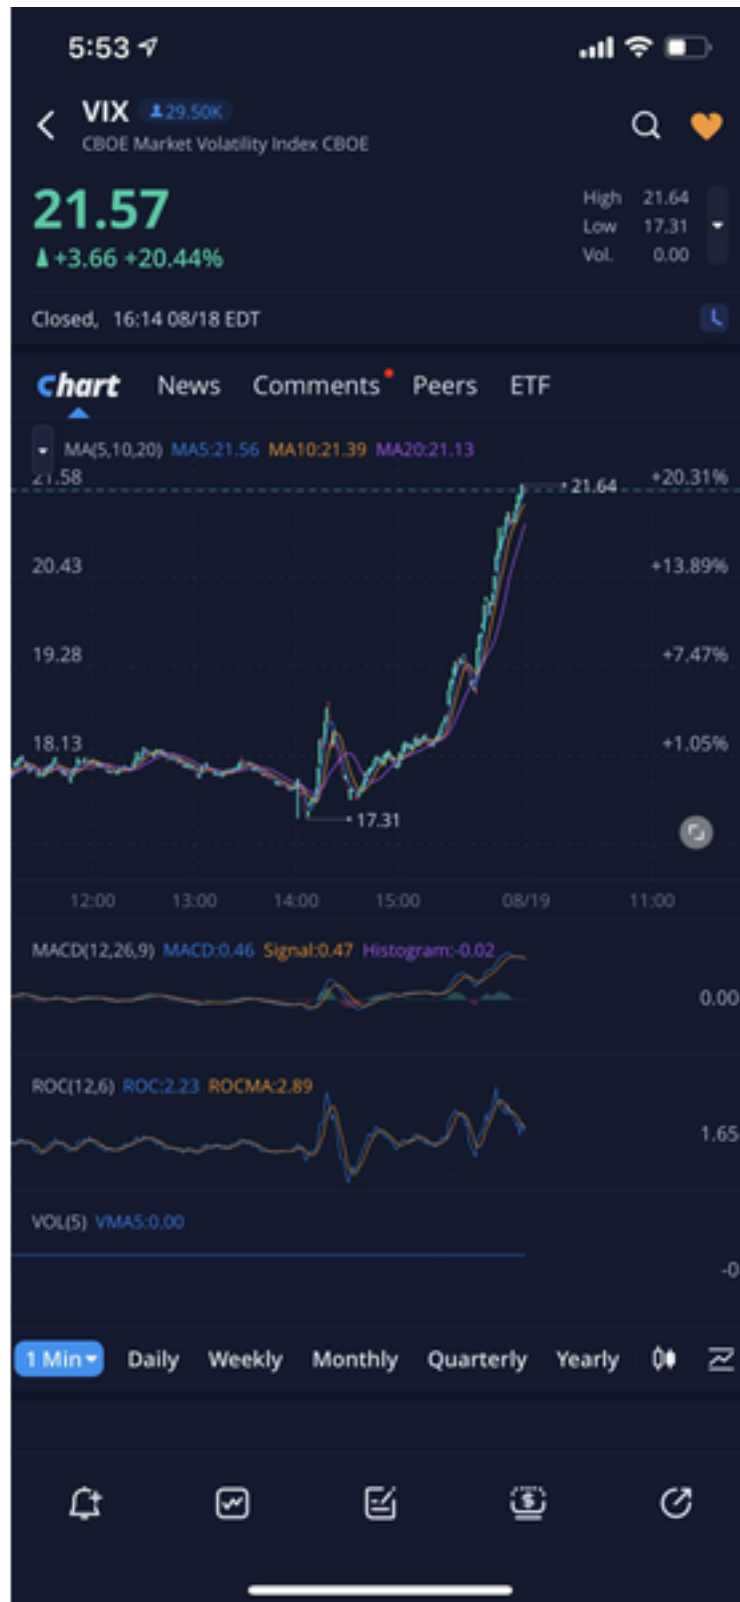 5:53
VIX 29.50K
CBOE Market Volatility Index CBOE
21.57
+3.66 +20.44%
High 21.64
Low 17.31
Vol. 0.00
Closed, 16:14 08/18 EDT
Chart News Comments Peers ETF
MA(5,10,20) MA5:21.56 MA10:21.39 MA20:21.13
21.58 21.64 +20.31%
20.43 +13.89%
19.28 +7.47%
18.13 +1.05%
17.31
12:00 13:00 14:00 15:00 08/19 11:00
MACD(12,26,9) MACD:0.46 Signal:0.47 Histogram:-0.02
0.00
ROC(12,6) ROC:2.23 ROCMA:2.89
1.65
VOL(5) VMA5:0.00
-0
1 Min Daily Weekly Monthly Quarterly Yearly